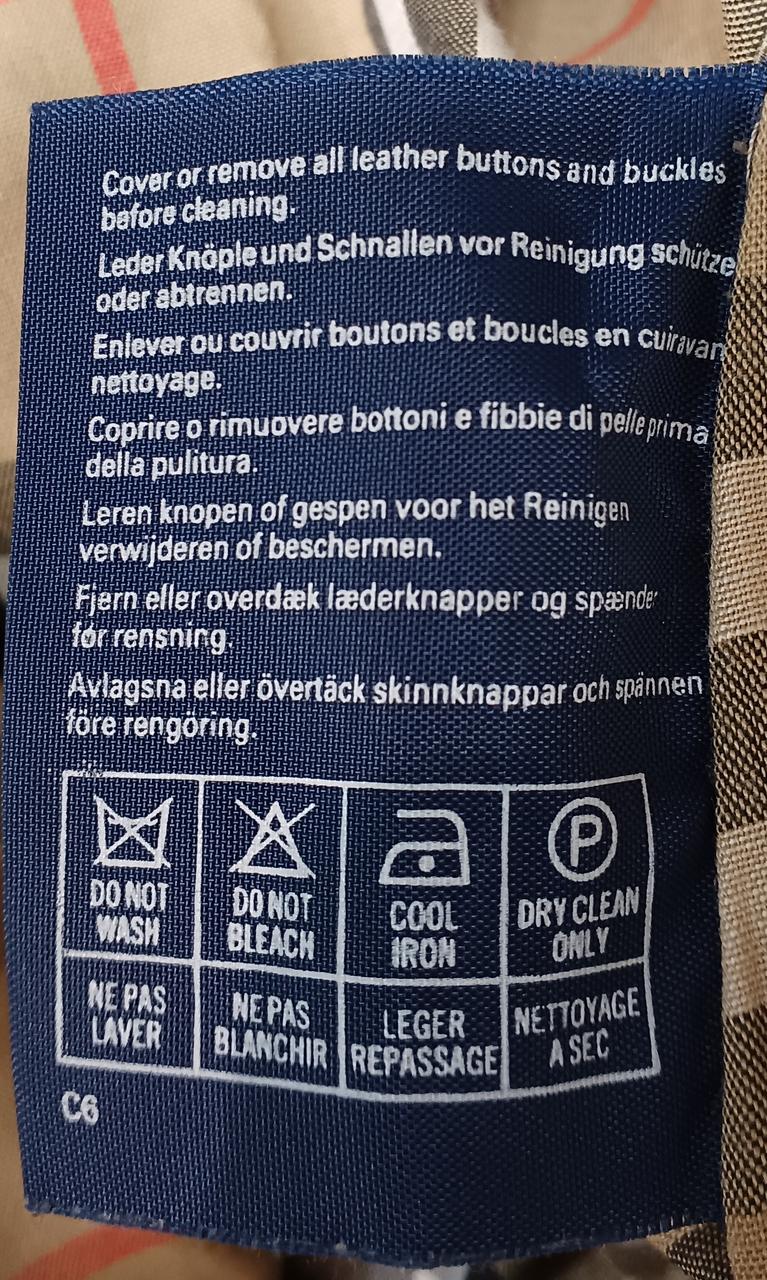 Cover or remove all leather buttons and buckles
before cleaning.
Leder Knöple und Schnallen vor Reinigung schütze
oder abtrennen.
Enlever ou couvrir boutons et boucles en cuir avan
nettoyage.
Coprire o rimuovere bottoni e fibbie di pelle prima
della pulitura.
Leren knopen of gespen voor het Reinigen
verwijderen of beschermen.
Fjern eller overdæk læderknapper og spænder
før rensning.
Avlagsna eller övertäck skinnknappar och spännen
före rengöring.
P
DO NOT DO NOT COOL DRY CLEAN
WASH BLEACH IRON ONLY
NE PAS NE PAS LEGER NETTOYAGE
LAVER BLANCHIR REPASSAGE A SEC
C6